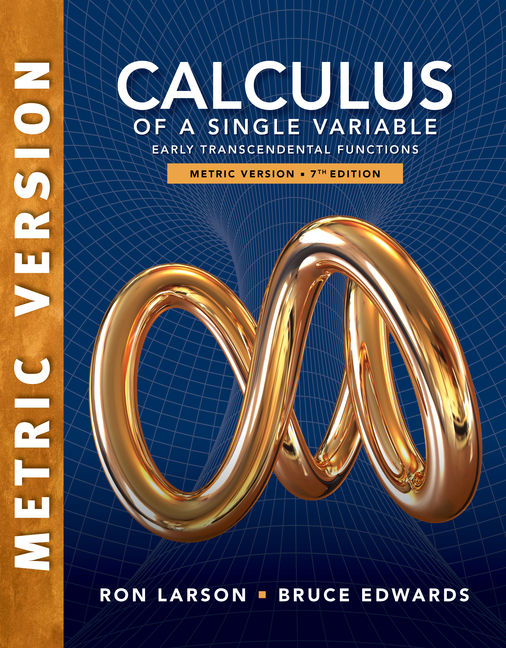 METRIC VERSION
CALCULUS
OF A SINGLE VARIABLE
EARLY TRANSCENDENTAL FUNCTIONS
METRIC VERSION ▪ 7TH EDITION
RON LARSON ▪ BRUCE EDWARDS